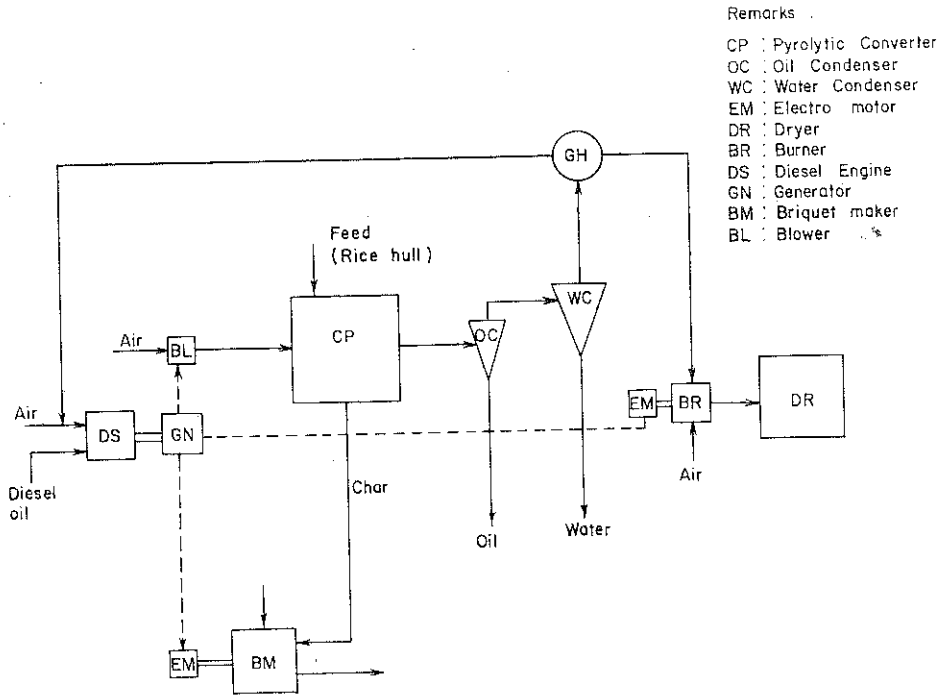 Remarks
CP : Pyrolytic Converter
OC : Oil Condenser
WC : Water Condenser
EM : Electro motor
DR : Dryer
BR : Burner
DS : Diesel Engine
GN : Generator
BM : Briquet maker
BL : Blower
GH
Feed
(Rice hull)
WC
CP
OC
Air
BL
EM
BR
DR
Air
DS
GN
Air
Char
Diesel
oil
Oil
Water
EM
BM